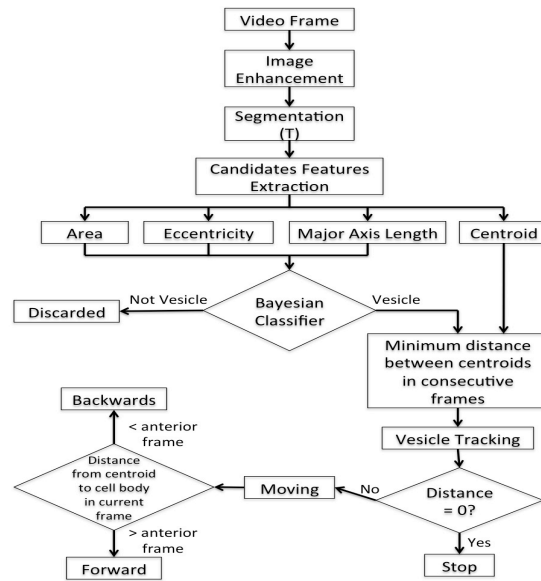 Video Frame
Image
Enhancement
Segmentation
(T)
Candidates Features
Extraction
Area
Eccentricity
Major Axis Length
Centroid
Not Vesicle
Bayesian
Classifier
Vesicle
Discarded
Minimum distance
between centroids
in consecutive
frames
Backwards
< anterior
frame
Vesicle Tracking
Distance
from centroid
to cell body
in current
frame
Moving
No
Distance
= 0?
> anterior
frame
Yes
Forward
Stop